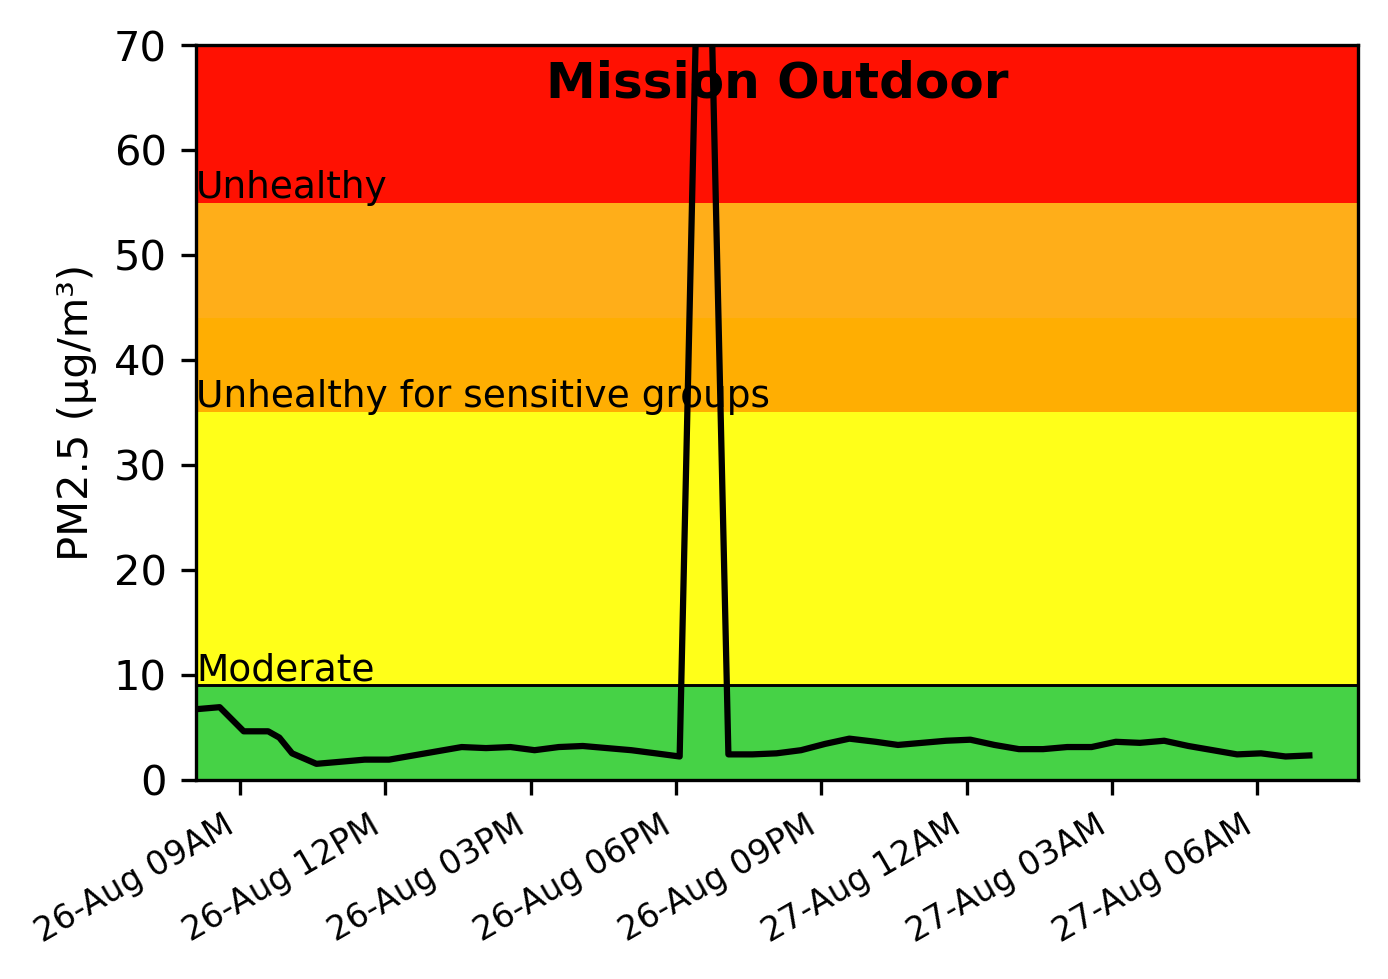 Mission Outdoor
PM2.5 (µg/m³)
70
60
50
40
30
20
10
0
Unhealthy
Unhealthy for sensitive groups
Moderate
26-Aug 09AM
26-Aug 12PM
26-Aug 03PM
26-Aug 06PM
26-Aug 09PM
27-Aug 12AM
27-Aug 03AM
27-Aug 06AM